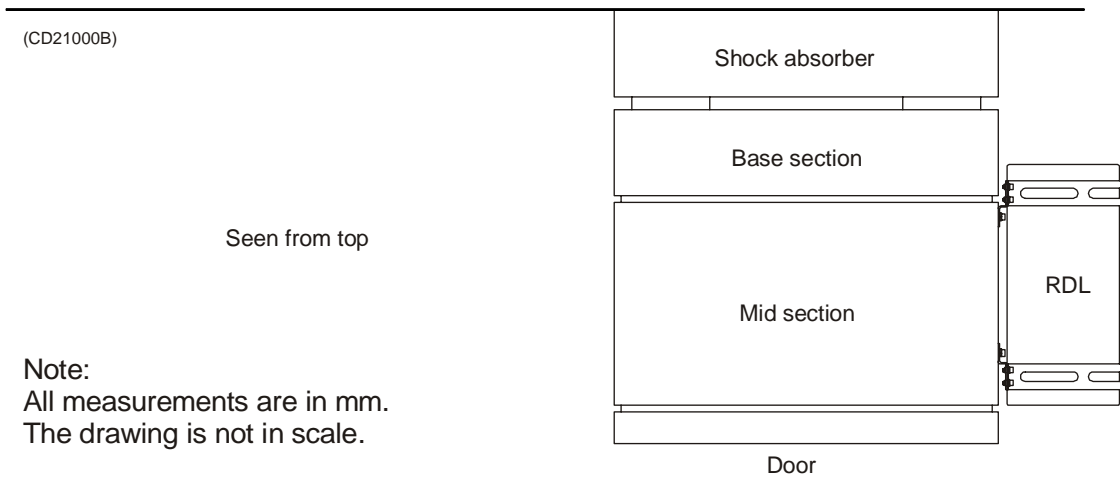 (CD21000B)
Shock absorber
Base section
Seen from top
RDL
Mid section
Note:
All measurements are in mm.
The drawing is not in scale.
Door